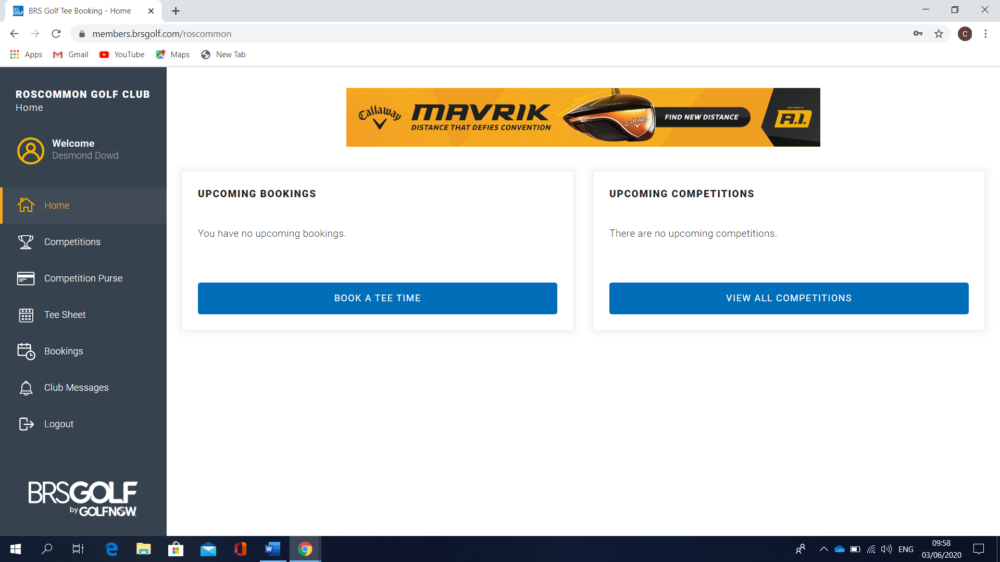 BRS Golf Tee Booking - Home
members.brsgolf.com/roscommon
C
Apps
Gmail
YouTube
Maps
New Tab
ROSCOMMON GOLF CLUB
Home
Welcome
Desmond Dowd
Home
Competitions
Competition Purse
Tee Sheet
Bookings
Club Messages
Logout
BRSGOLF
by GOLFNOW
Callaway
MAVRIK
DISTANCE THAT DEFIES CONVENTION
Callaway
FIND NEW DISTANCE
DESIGNED BY
A.I.
UPCOMING BOOKINGS
You have no upcoming bookings.
BOOK A TEE TIME
UPCOMING COMPETITIONS
There are no upcoming competitions.
VIEW ALL COMPETITIONS
ENG
09:58
03/06/2020